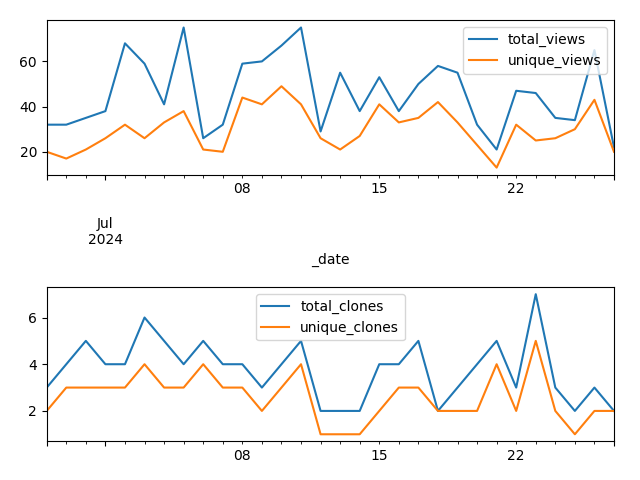 total_views
unique_views
60
40
20
08
15
22
Jul
2024
_date
total_clones
unique_clones
6
4
2
08
15
22